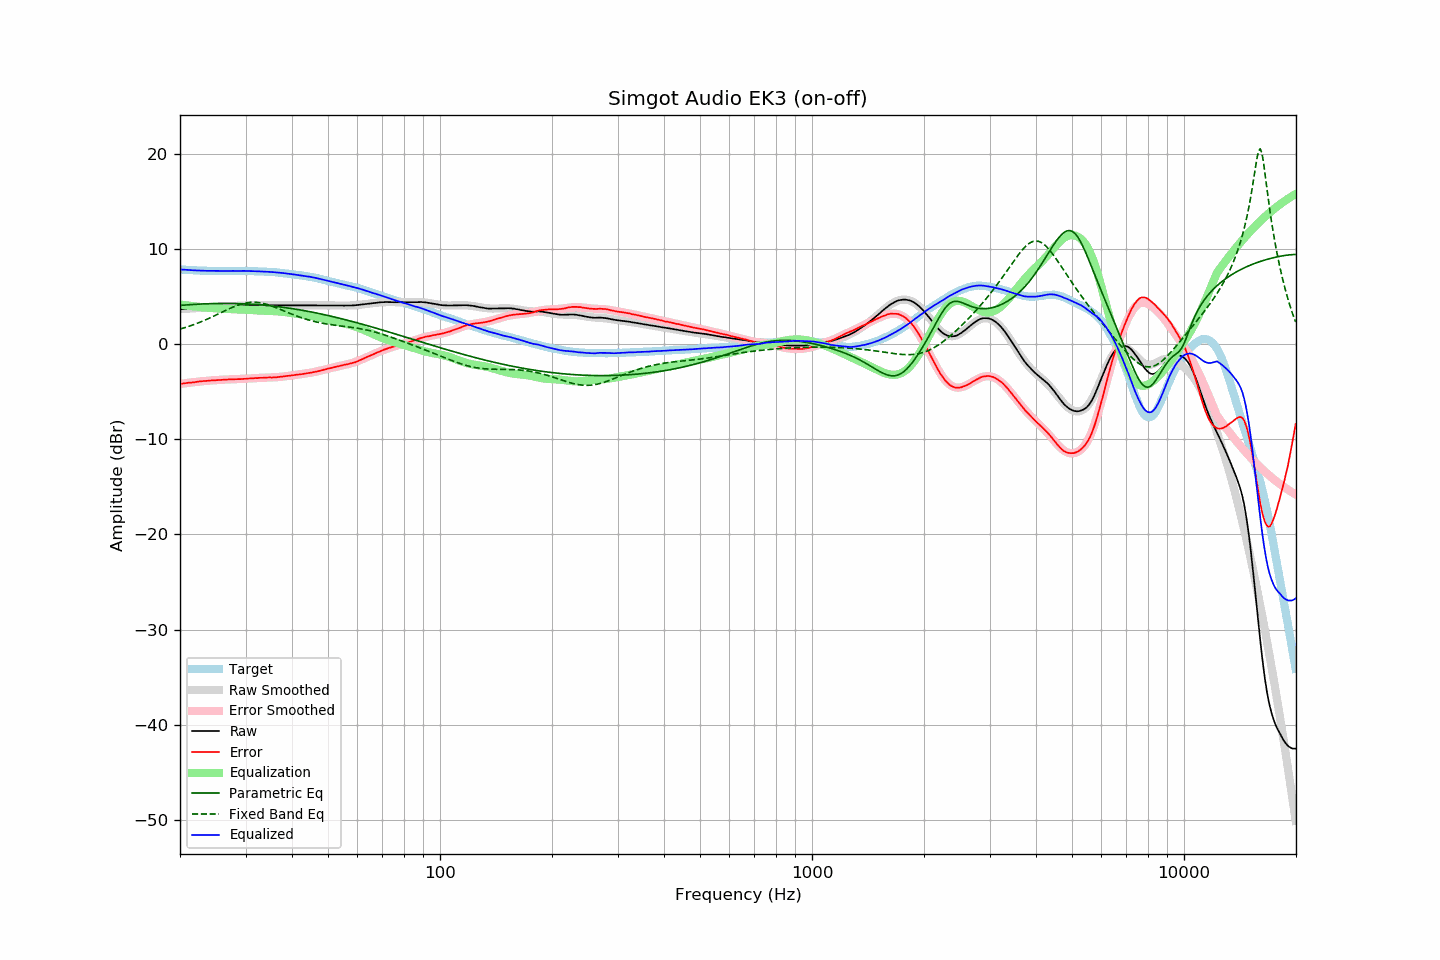 Simgot Audio EK3 (on-off)
20
10
0
−10
−20
−30
−40
−50
Amplitude (dBr)
Target
Raw Smoothed
Error Smoothed
Raw
Error
Equalization
Parametric Eq
Fixed Band Eq
Equalized
100
1000
10000
Frequency (Hz)